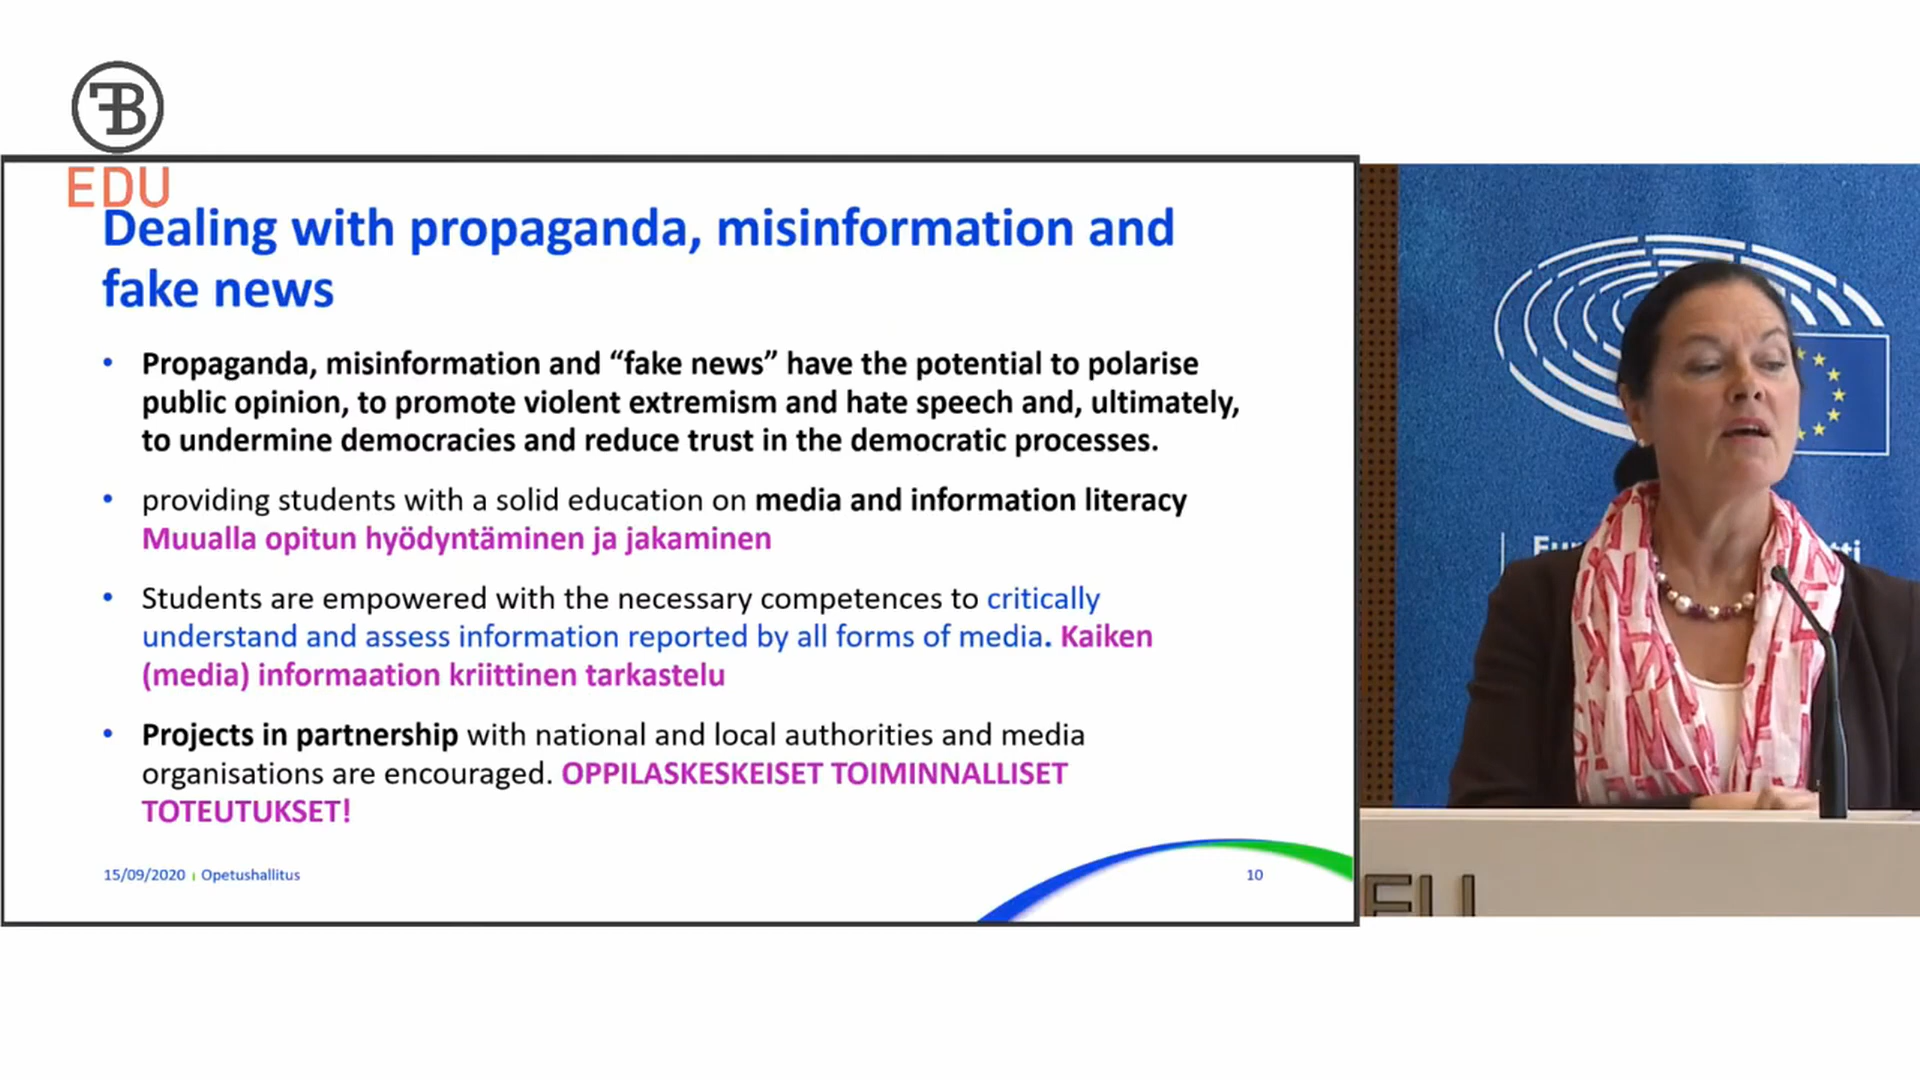 FB
EDU
Dealing with propaganda, misinformation and
fake news
• Propaganda, misinformation and “fake news” have the potential to polarise
public opinion, to promote violent extremism and hate speech and, ultimately,
to undermine democracies and reduce trust in the democratic processes.
• providing students with a solid education on media and information literacy
Muualla opitun hyödyntäminen ja jakaminen
• Students are empowered with the necessary competences to critically
understand and assess information reported by all forms of media. Kaiken
(media) informaation kriittinen tarkastelu
• Projects in partnership with national and local authorities and media
organisations are encouraged. OPPILASKESKEISET TOIMINNALLISET
TOTEUTUKSET!
15/09/2020 | Opetushallitus
10
EU